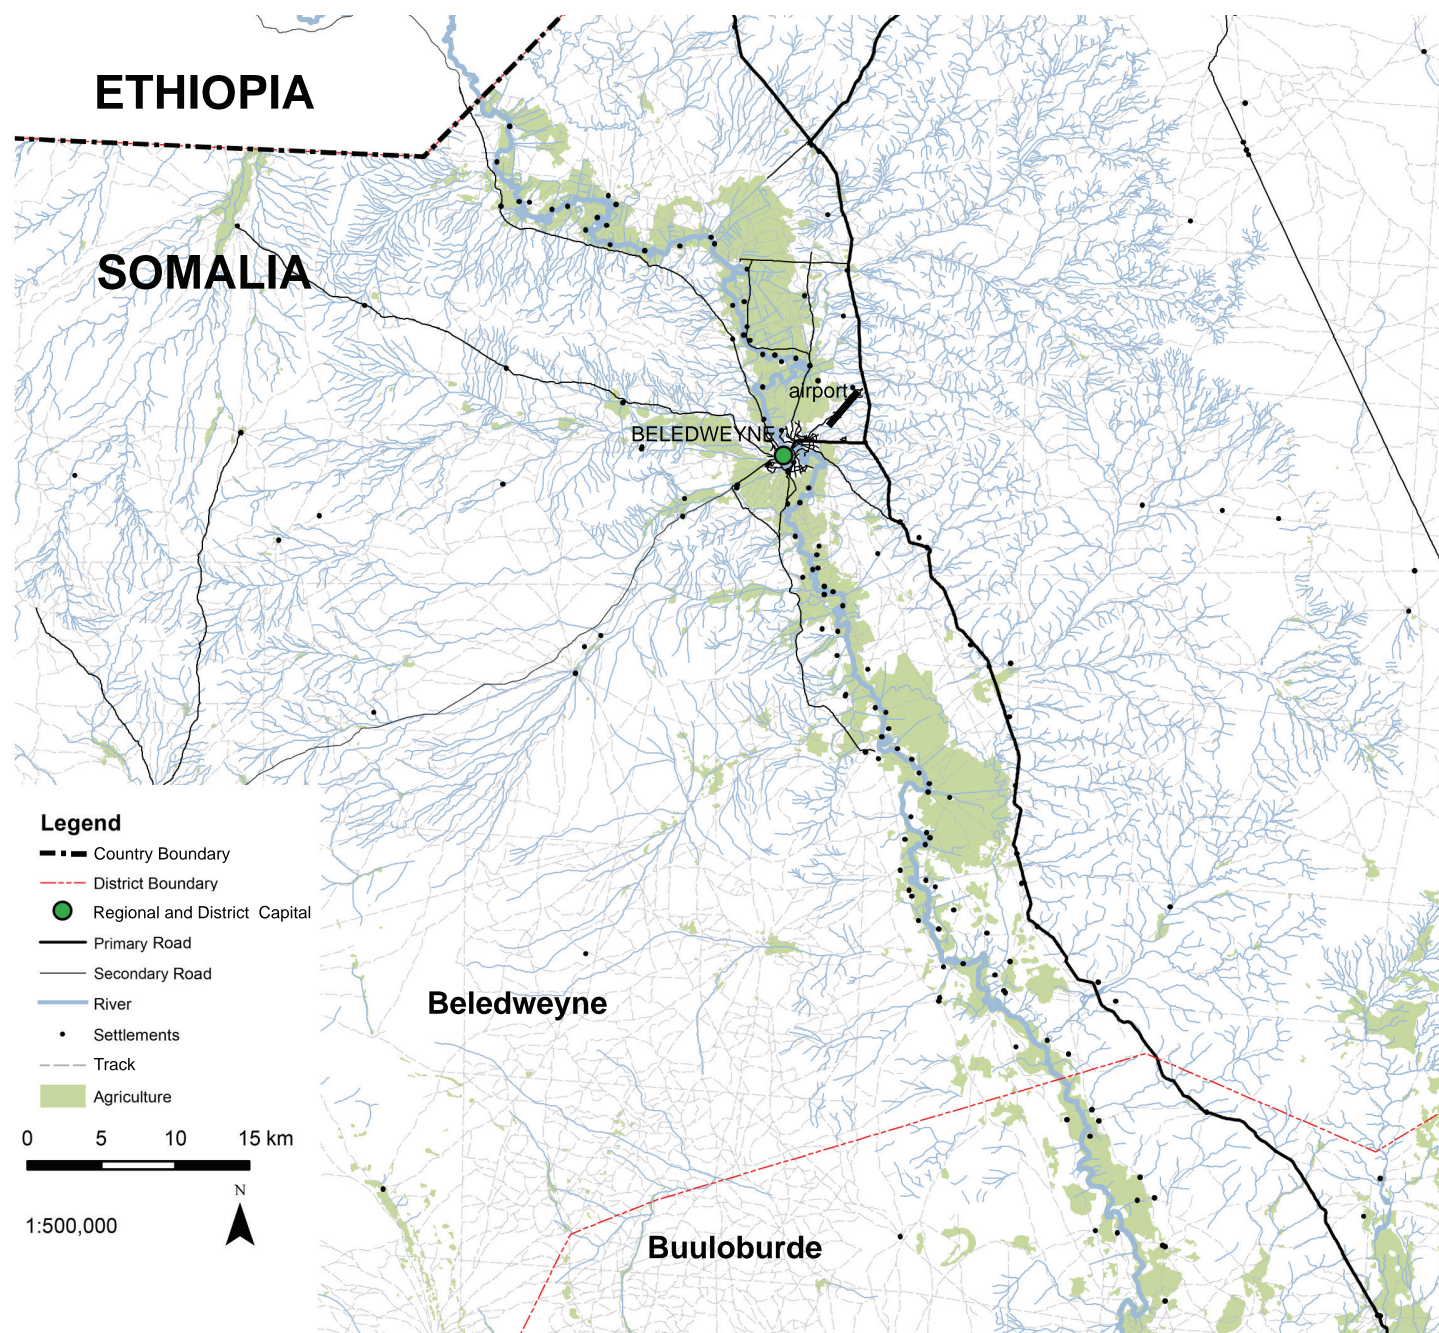 ETHIOPIA
SOMALIA
airport
BELEDWEYNE
Legend
Country Boundary
District Boundary
Regional and District Capital
Primary Road
Secondary Road
River
Settlements
Track
Agriculture
Beledweyne
0 5 10 15 km
N
1:500,000
Buuloburde